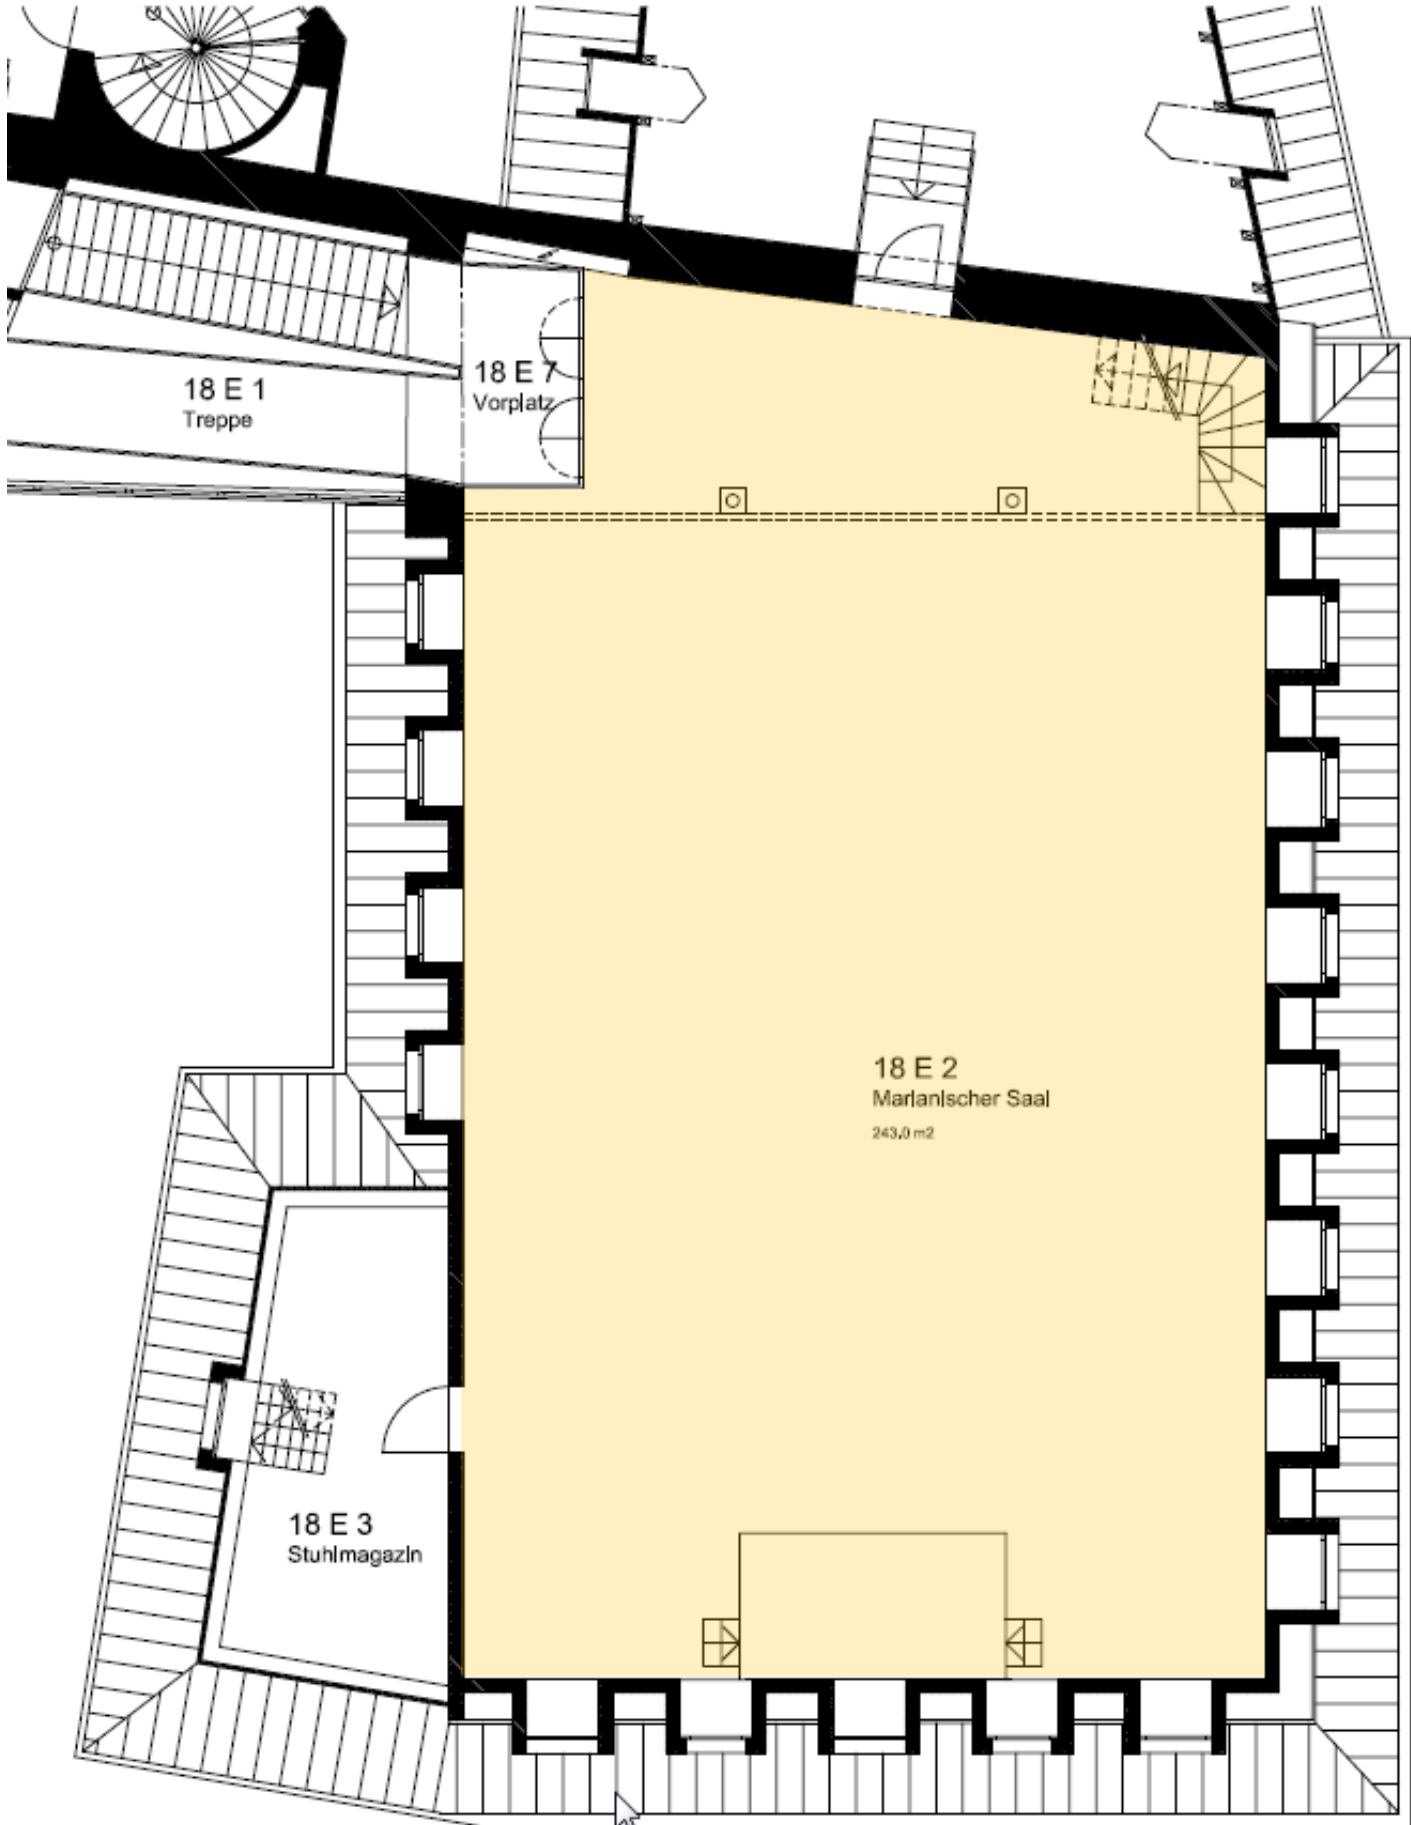 18 E 7
Vorplatz
18 E 1
Treppe
18 E 2
Marianischer Saal
243.0 m2
18 E 3
Stuhlmagazin